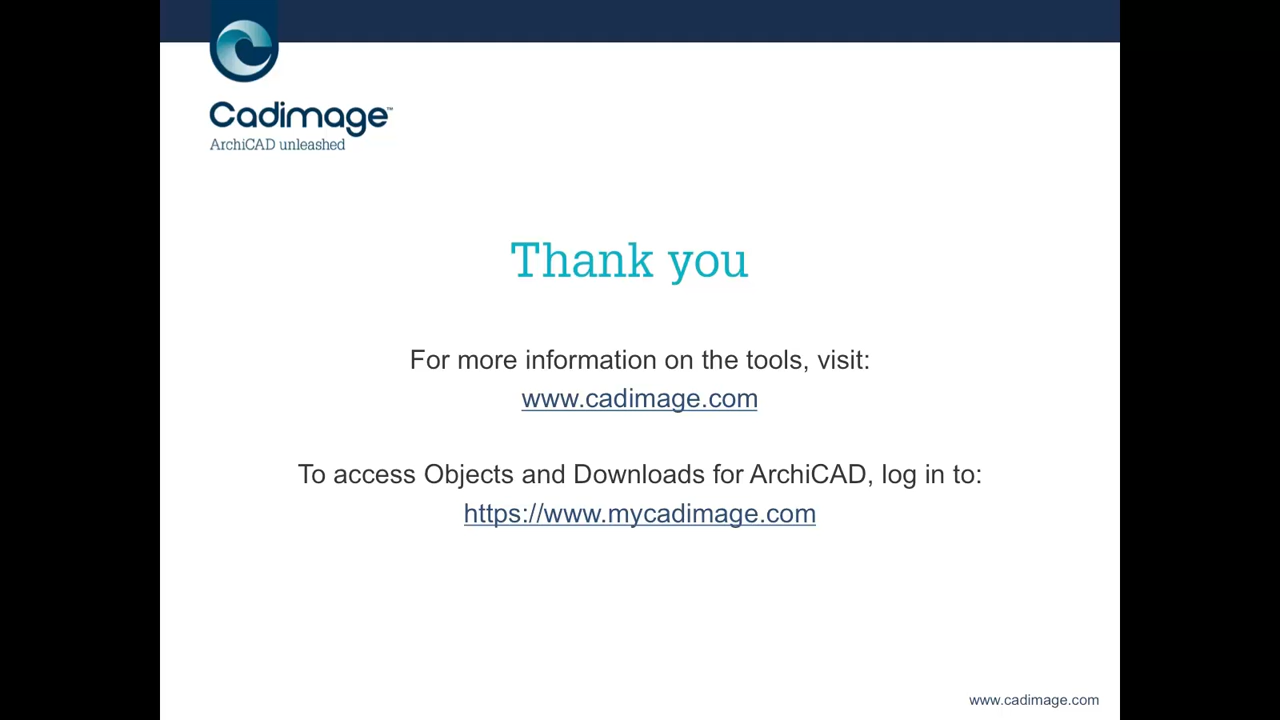 Cadimage™
ArchiCAD unleashed
Thank you
For more information on the tools, visit:
www.cadimage.com
To access Objects and Downloads for ArchiCAD, log in to:
https://www.mycadimage.com
www.cadimage.com